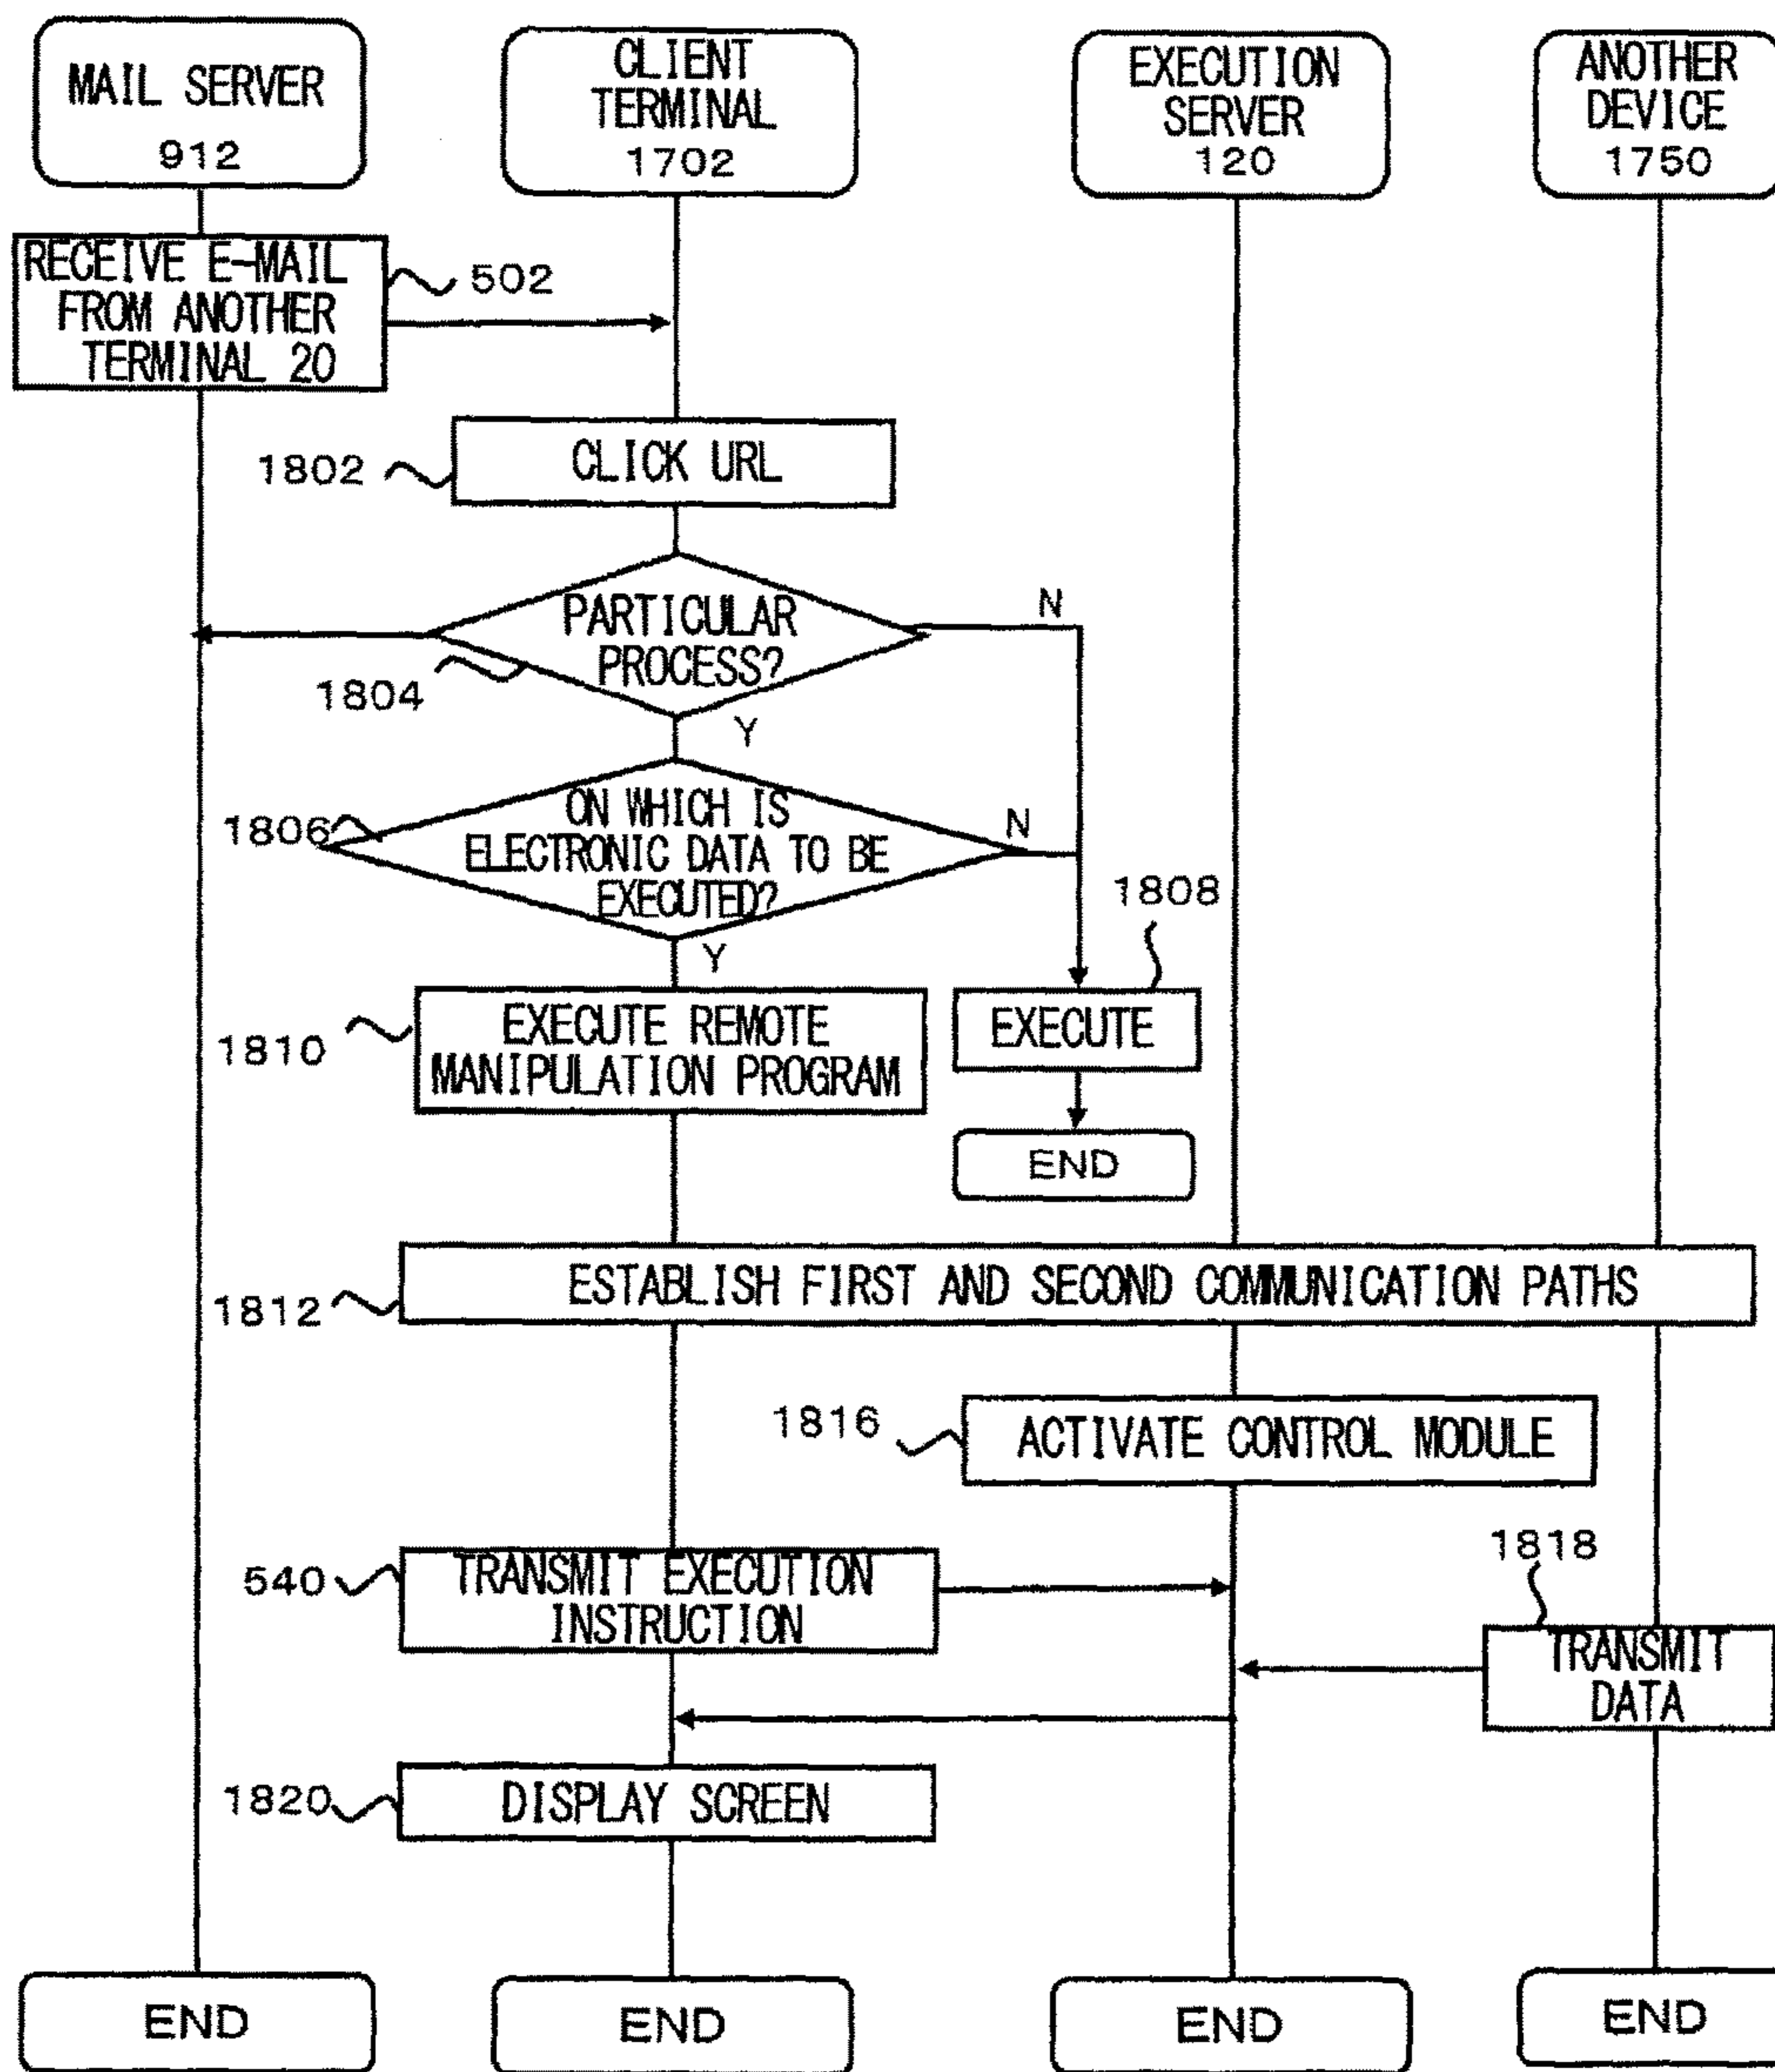 MAIL SERVER
912
CLIENT
TERMINAL
1702
EXECUTION
SERVER
120
ANOTHER
DEVICE
1750
RECEIVE E-MAIL
FROM ANOTHER
TERMINAL 20
502
1802
CLICK URL
PARTICULAR
PROCESS?
N
1804
Y
1806
ON WHICH IS
ELECTRONIC DATA TO BE
EXECUTED?
N
Y
1808
1810
EXECUTE REMOTE
MANIPULATION PROGRAM
EXECUTE
END
1812
ESTABLISH FIRST AND SECOND COMMUNICATION PATHS
1816
ACTIVATE CONTROL MODULE
540
TRANSMIT EXECUTION
INSTRUCTION
1818
TRANSMIT
DATA
1820
DISPLAY SCREEN
END
END
END
END